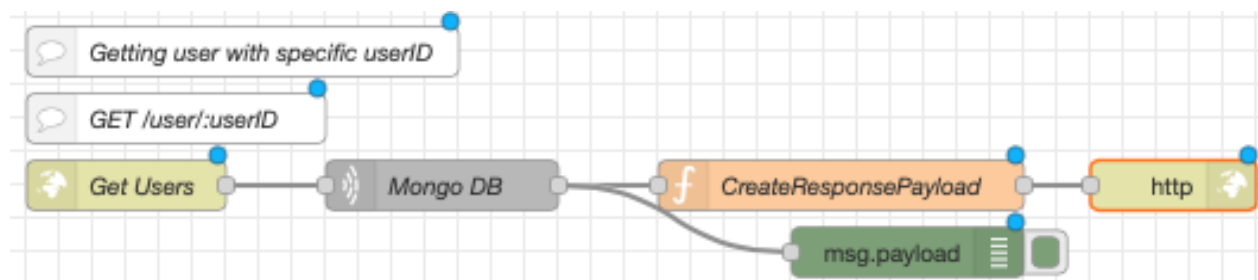 Getting user with specific userID
GET /user/:userID
Get Users
Mongo DB
CreateResponsePayload
http
msg.payload